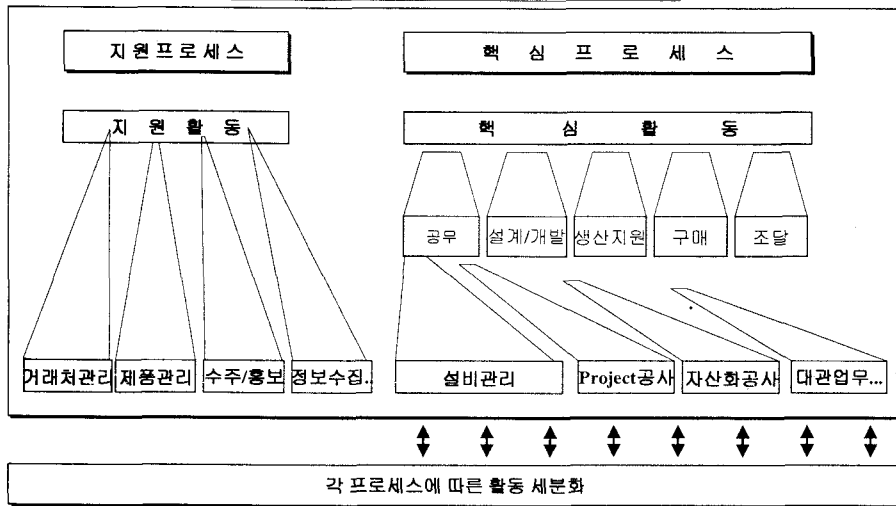 지원프로세스
핵 심 프 로 세 스
지 원 활 동
핵 심 활 동
공무
설계/개발
생산지원
구매
조달
거래처관리
제품관리
수주/홍보
정보수집..
설비관리
Project공사
자산화공사
대관업무...
각 프로세스에 따른 활동 세분화